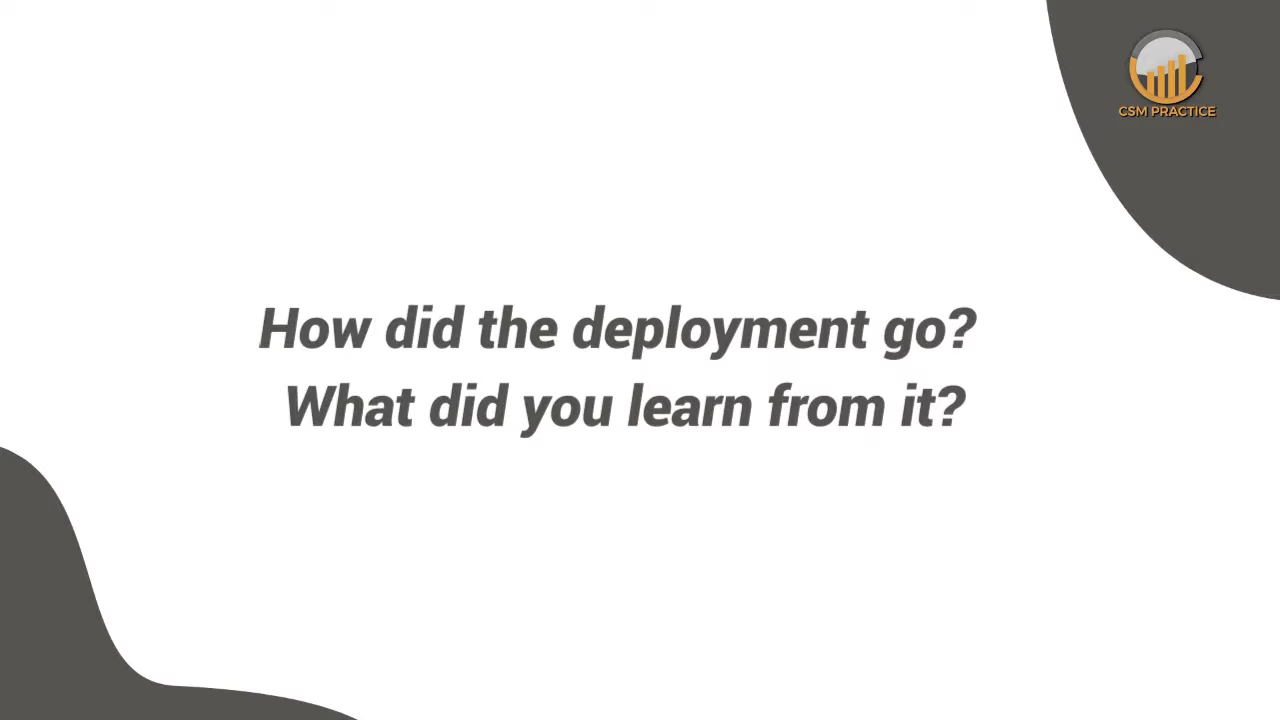 CSM PRACTICE
How did the deployment go?
What did you learn from it?